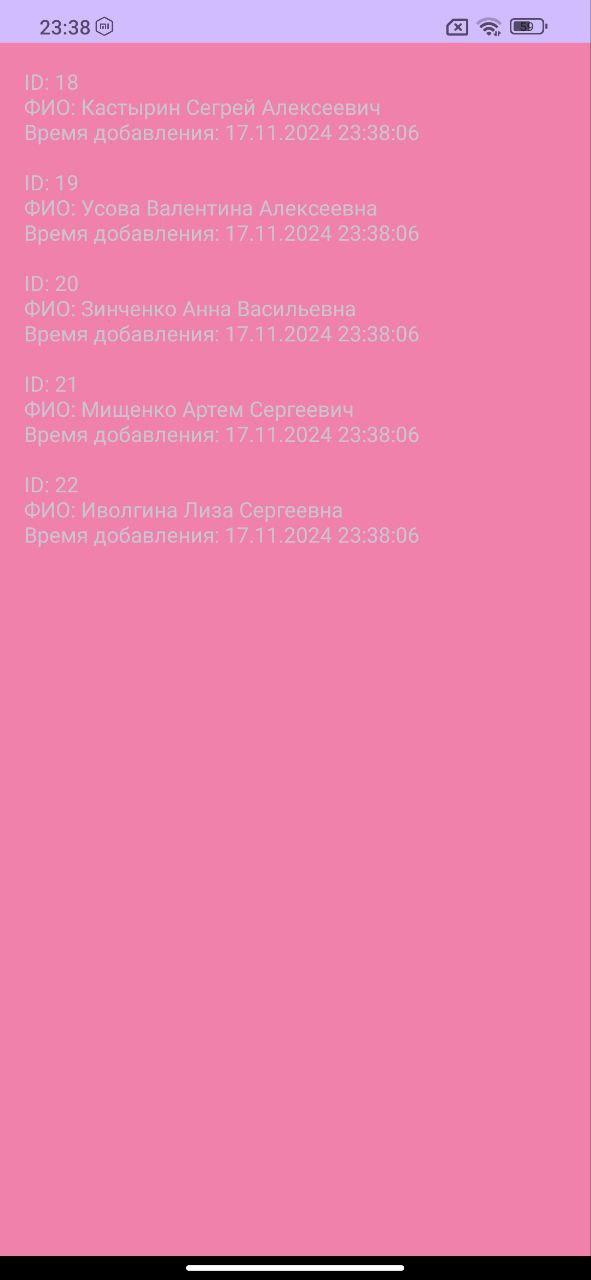 23:38
59
ID: 18
ФИО: Кастырин Сегрей Алексеевич
Время добавления: 17.11.2024 23:38:06
ID: 19
ФИО: Усова Валентина Алексеевна
Время добавления: 17.11.2024 23:38:06
ID: 20
ФИО: Зинченко Анна Васильевна
Время добавления: 17.11.2024 23:38:06
ID: 21
ФИО: Мищенко Артем Сергеевич
Время добавления: 17.11.2024 23:38:06
ID: 22
ФИО: Иволгина Лиза Сергеевна
Время добавления: 17.11.2024 23:38:06